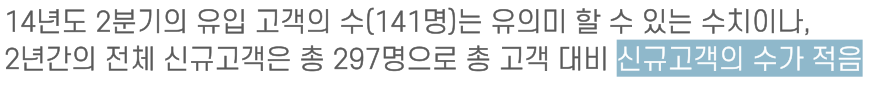 14년도 2분기의 유입 고객의 수(141명)는 유의미 할 수 있는 수치이나,
2년간의 전체 신규고객은 총 297명으로 총 고객 대비 신규고객의 수가 적음